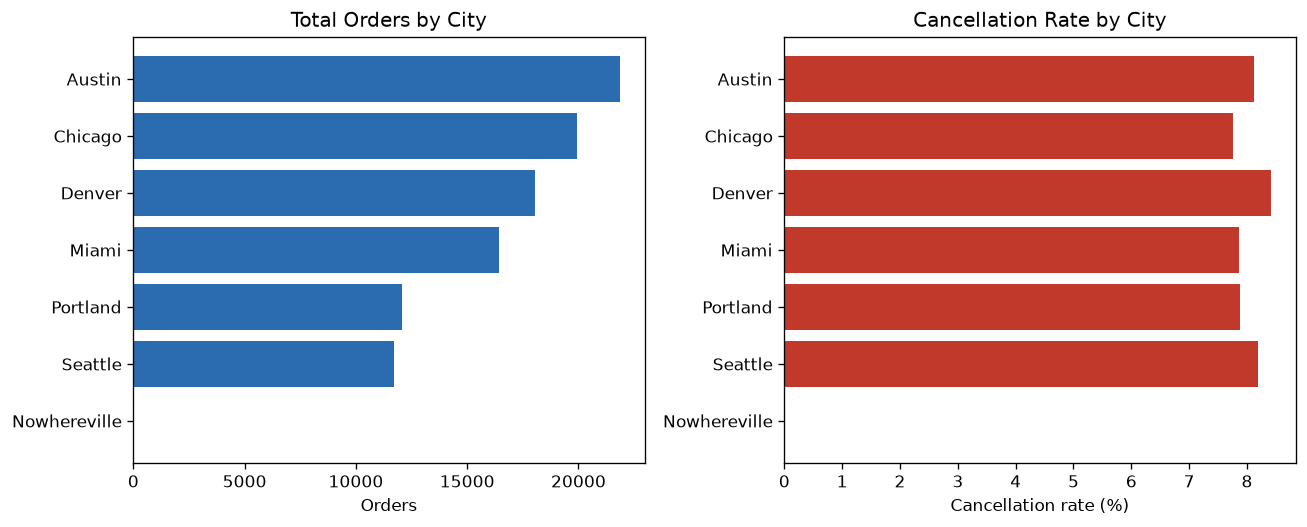 Total Orders by City
Austin
Chicago
Denver
Miami
Portland
Seattle
Nowhereville
0 5000 10000 15000 20000
Orders
Cancellation Rate by City
Austin
Chicago
Denver
Miami
Portland
Seattle
Nowhereville
0 1 2 3 4 5 6 7 8
Cancellation rate (%)